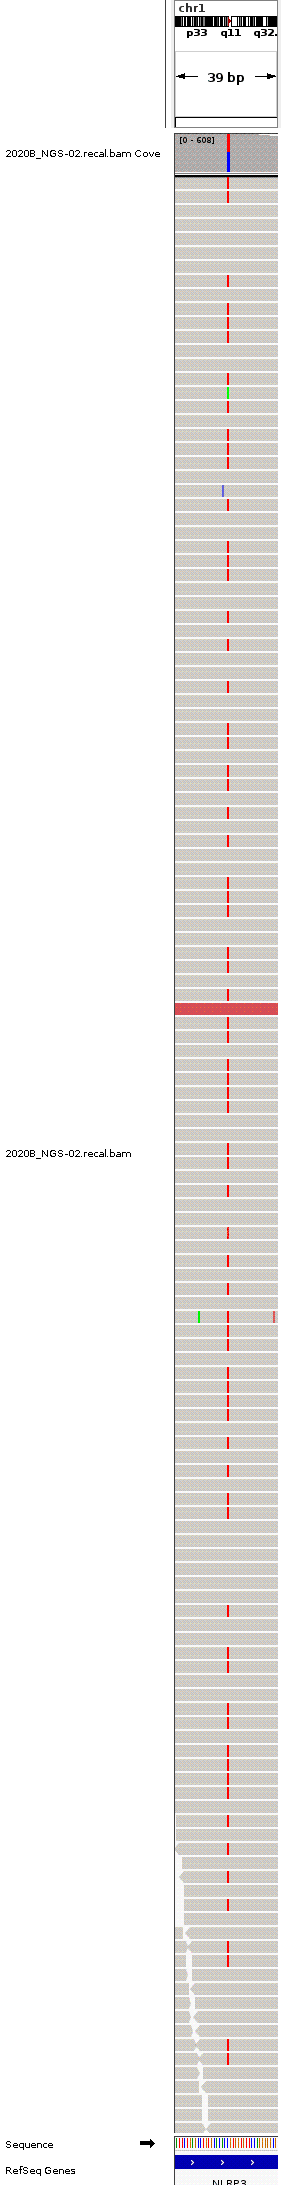 chr1
p33 q11 q32.
39 bp
[0 - 608]
2020B_NGS-02.recal.bam Cove
2020B_NGS-02.recal.bam
Sequence
RefSeq Genes
NLRP3